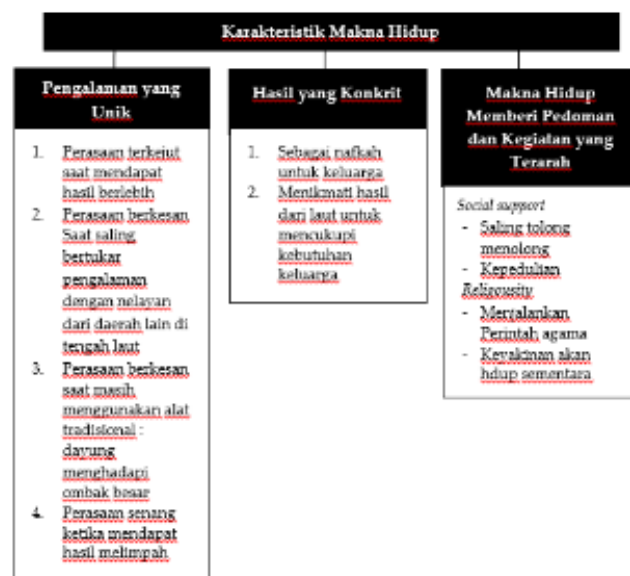 Karakteristik Makna Hidup
Pengalaman yang
Unik
1. Perasaan terkejut
saat mendapat
hasil berlebih
2. Perasaan berkesan
Saat saling
bertukar
pengalaman
dengan nelayan
dari daerah lain di
tengah laut
3. Perasaan berkesan
saat masih
menggunakan alat
tradisional :
dayung
menghadapi
ombak besar
4. Perasaan senang
ketika mendapat
hasil melimpah
Hasil yang Konkrit
1. Sebagai nafkah
untuk keluarga
2. Menikmati hasil
dari laut untuk
mencukupi
kebutuhan
keluarga
Makna Hidup
Memberi Pedoman
dan Kegiatan yang
Terarah
Social support
- Saling tolong
menolong
- Kepedulian
Religousity
- Menjalankan
Perintah agama
- Keyakinan akan
hdup sementara